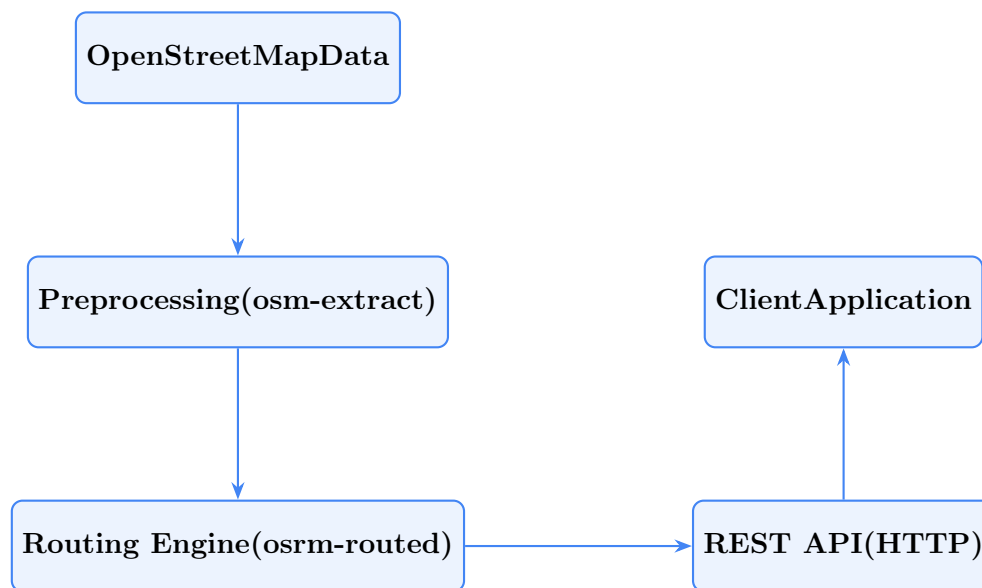 OpenStreetMapData
Preprocessing(osm-extract)
ClientApplication
Routing Engine(osrm-routed)
REST API(HTTP)